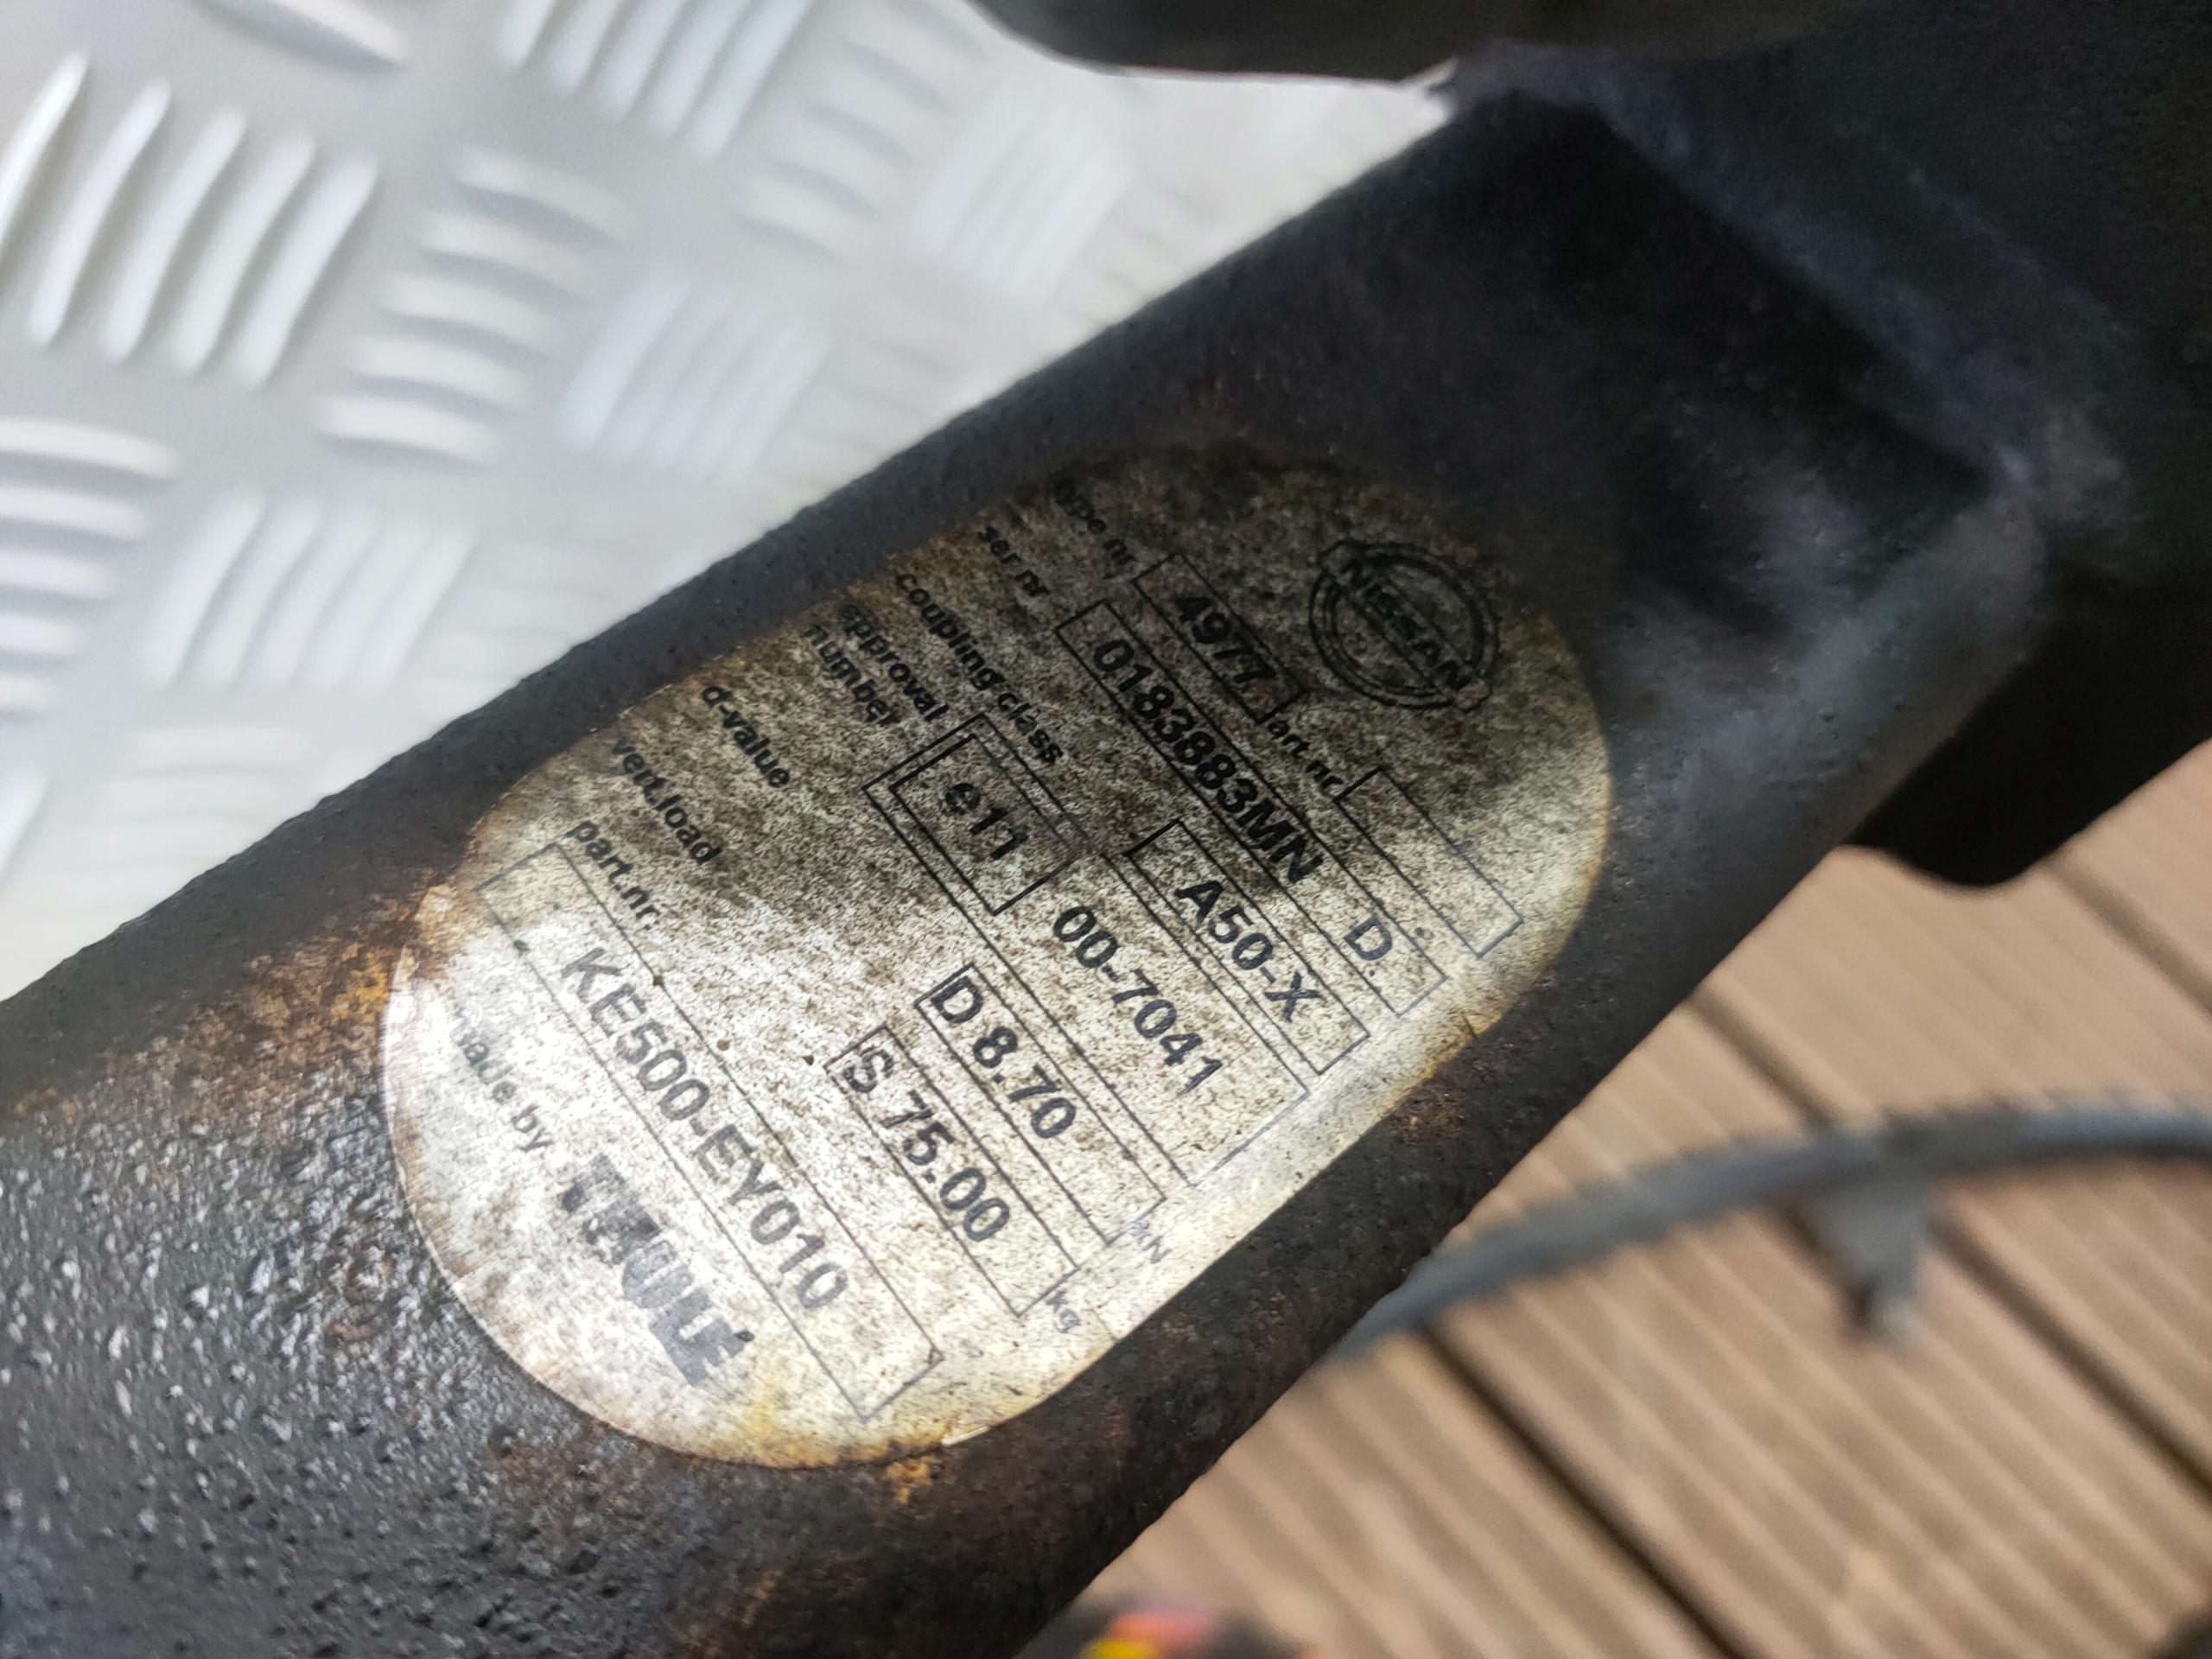 NISSAN
type nr 4977 art nr
ser nr 0183883MN D
coupling class A50-X
approval number e11 00-7041
d-value D 8.70 kN
vert.load S 75.00 kg
part.nr. KE500-EY010
made by THULE